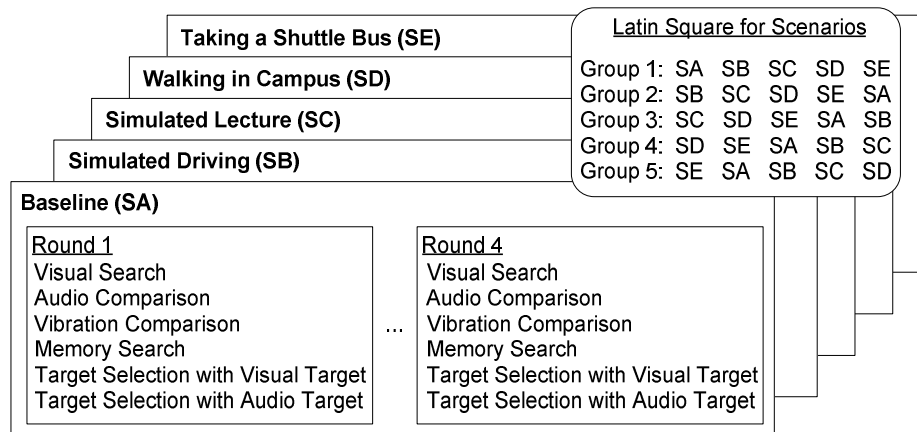 Taking a Shuttle Bus (SE)
Walking in Campus (SD)
Simulated Lecture (SC)
Simulated Driving (SB)
Baseline (SA)
Latin Square for Scenarios
Group 1: SA SB SC SD SE
Group 2: SB SC SD SE SA
Group 3: SC SD SE SA SB
Group 4: SD SE SA SB SC
Group 5: SE SA SB SC SD
Round 1
Visual Search
Audio Comparison
Vibration Comparison
Memory Search
Target Selection with Visual Target
Target Selection with Audio Target
...
Round 4
Visual Search
Audio Comparison
Vibration Comparison
Memory Search
Target Selection with Visual Target
Target Selection with Audio Target